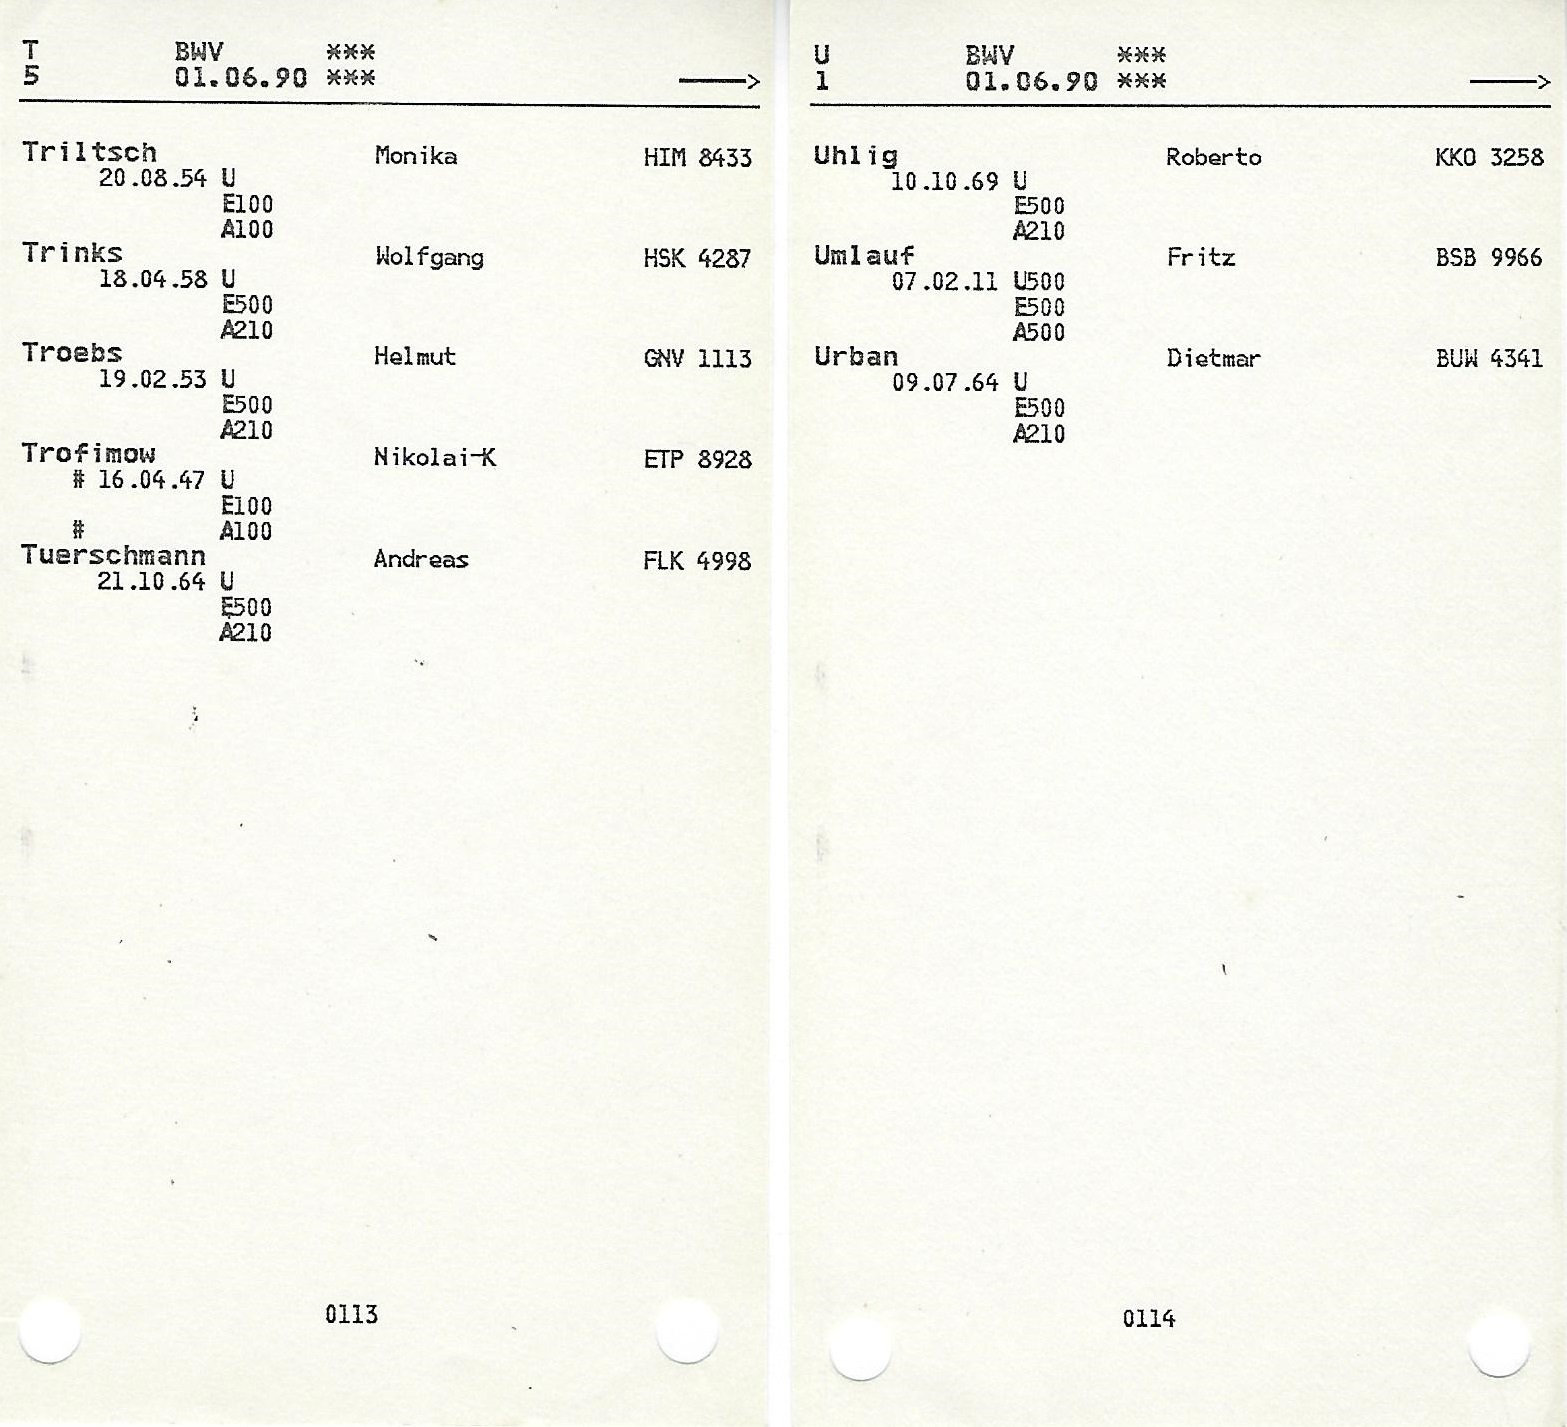 T BWV ***
5 01.06.90 *** ——>
Triltsch Monika HIM 8433
20.08.54 U
E100
A100
Trinks Wolfgang HSK 4287
18.04.58 U
E500
A210
Troebs Helmut GNV 1113
19.02.53 U
E500
A210
Trofimow Nikolai-K ETP 8928
# 16.04.47 U
E100
# A100
Tuerschmann Andreas FLK 4998
21.10.64 U
E500
A210
0113
U BWV ***
1 01.06.90 *** ——>
Uhlig Roberto KKO 3258
10.10.69 U
E500
A210
Umlauf Fritz BSB 9966
07.02.11 U500
E500
A500
Urban Dietmar BUW 4341
09.07.64 U
E500
A210
0114